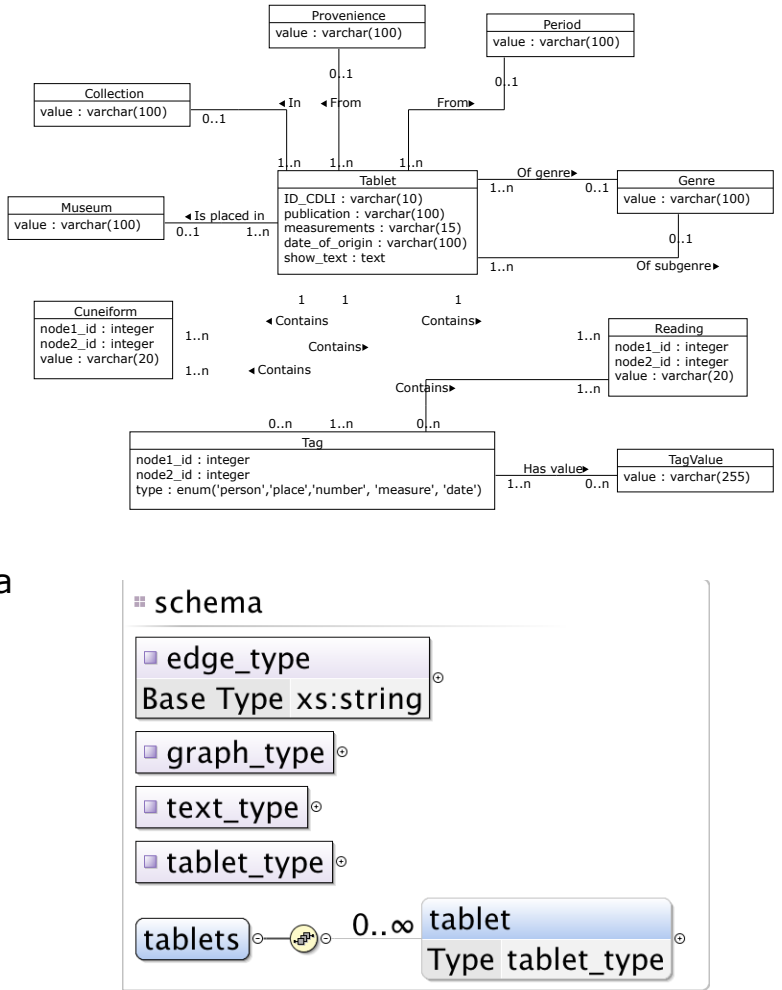 Provenience
value : varchar(100)
Period
value : varchar(100)
0..1
0..1
Collection
value : varchar(100)
0..1
◄ In
◄ From
From►
1..n
1..n
1..n
Tablet
ID_CDLI : varchar(10)
publication : varchar(100)
measurements : varchar(15)
date_of_origin : varchar(100)
show_text : text
Of genre►
1..n
0..1
Genre
value : varchar(100)
Museum
value : varchar(100)
◄ Is placed in
0..1
1..n
0..1
1..n
Of subgenre►
1
1
1
Cuneiform
node1_id : integer
node2_id : integer
value : varchar(20)
◄ Contains
Contains►
1..n
1..n
Contains►
◄ Contains
1..n
1..n
Contains►
Reading
node1_id : integer
node2_id : integer
value : varchar(20)
0..n
1..n
0..n
Tag
node1_id : integer
node2_id : integer
type : enum('person','place','number', 'measure', 'date')
Has value►
1..n
0..n
TagValue
value : varchar(255)
a
schema
edge_type
Base Type xs:string
graph_type
text_type
tablet_type
tablets
0..∞
tablet
Type tablet_type